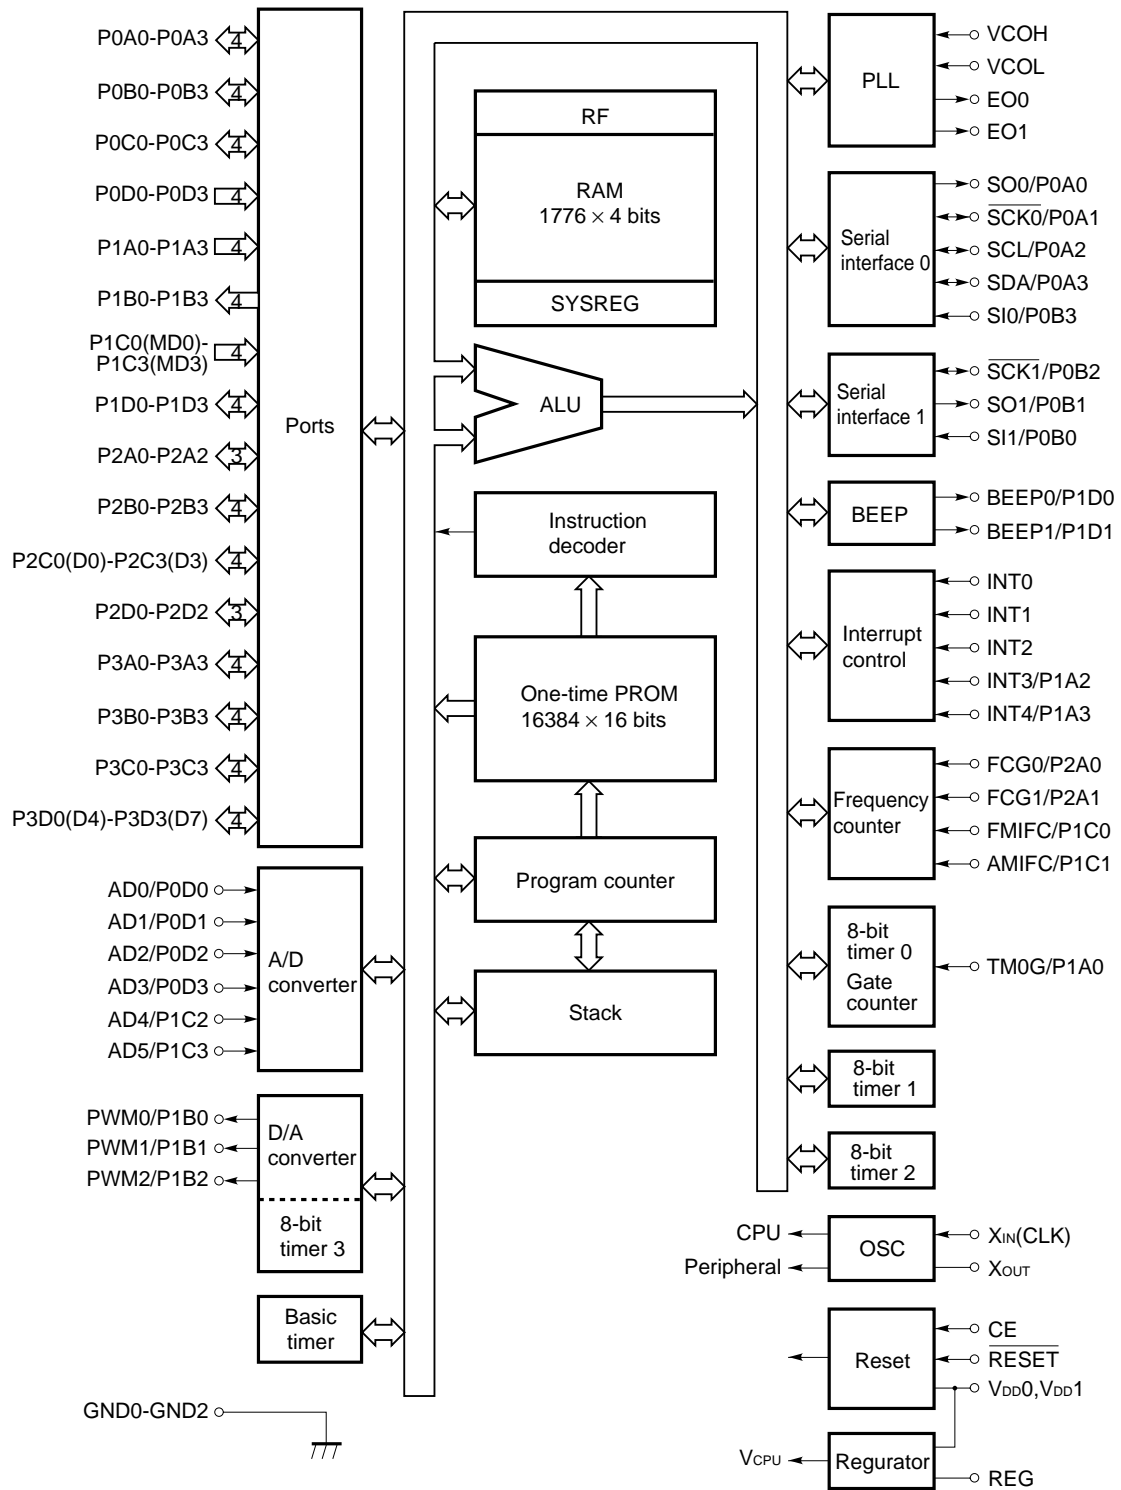 P0A0-P0A3
4
P0B0-P0B3
4
P0C0-P0C3
4
P0D0-P0D3
4
P1A0-P1A3
4
P1B0-P1B3
4
P1C0(MD0)-
P1C3(MD3)
4
P1D0-P1D3
4
P2A0-P2A2
3
P2B0-P2B3
4
P2C0(D0)-P2C3(D3)
4
P2D0-P2D2
3
P3A0-P3A3
4
P3B0-P3B3
4
P3C0-P3C3
4
P3D0(D4)-P3D3(D7)
4
Ports
AD0/P0D0
AD1/P0D1
AD2/P0D2
AD3/P0D3
AD4/P1C2
AD5/P1C3
A/D
converter
PWM0/P1B0
PWM1/P1B1
PWM2/P1B2
D/A
converter
8-bit
timer 3
Basic
timer
GND0-GND2
RF
RAM
1776 × 4 bits
SYSREG
ALU
Instruction
decoder
One-time PROM
16384 × 16 bits
Program counter
Stack
PLL
VCOH
VCOL
EO0
EO1
Serial
interface 0
SO0/P0A0
SCK0/P0A1
SCL/P0A2
SDA/P0A3
SI0/P0B3
Serial
interface 1
SCK1/P0B2
SO1/P0B1
SI1/P0B0
BEEP
BEEP0/P1D0
BEEP1/P1D1
Interrupt
control
INT0
INT1
INT2
INT3/P1A2
INT4/P1A3
Frequency
counter
FCG0/P2A0
FCG1/P2A1
FMIFC/P1C0
AMIFC/P1C1
8-bit
timer 0
Gate
counter
TM0G/P1A0
8-bit
timer 1
8-bit
timer 2
CPU
Peripheral
OSC
XIN(CLK)
XOUT
Reset
CE
RESET
VDD0,VDD1
VCPU
Regurator
REG